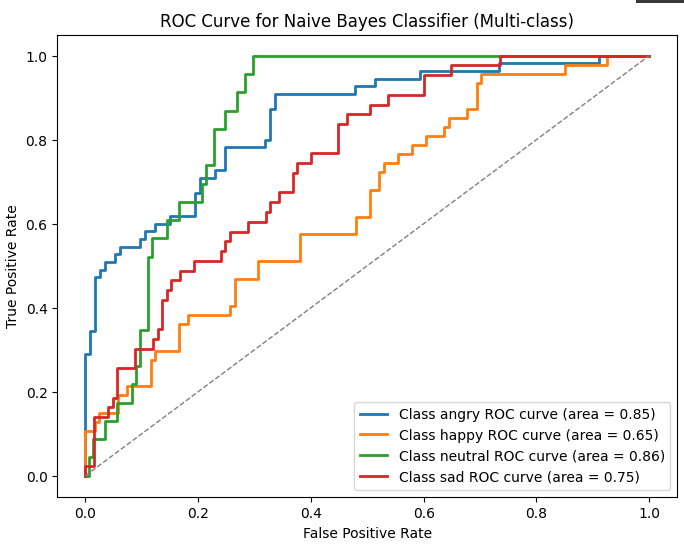 ROC Curve for Naive Bayes Classifier (Multi-class)
True Positive Rate
1.0
0.8
0.6
0.4
0.2
0.0
Class angry ROC curve (area = 0.85)
Class happy ROC curve (area = 0.65)
Class neutral ROC curve (area = 0.86)
Class sad ROC curve (area = 0.75)
0.0 0.2 0.4 0.6 0.8 1.0
False Positive Rate